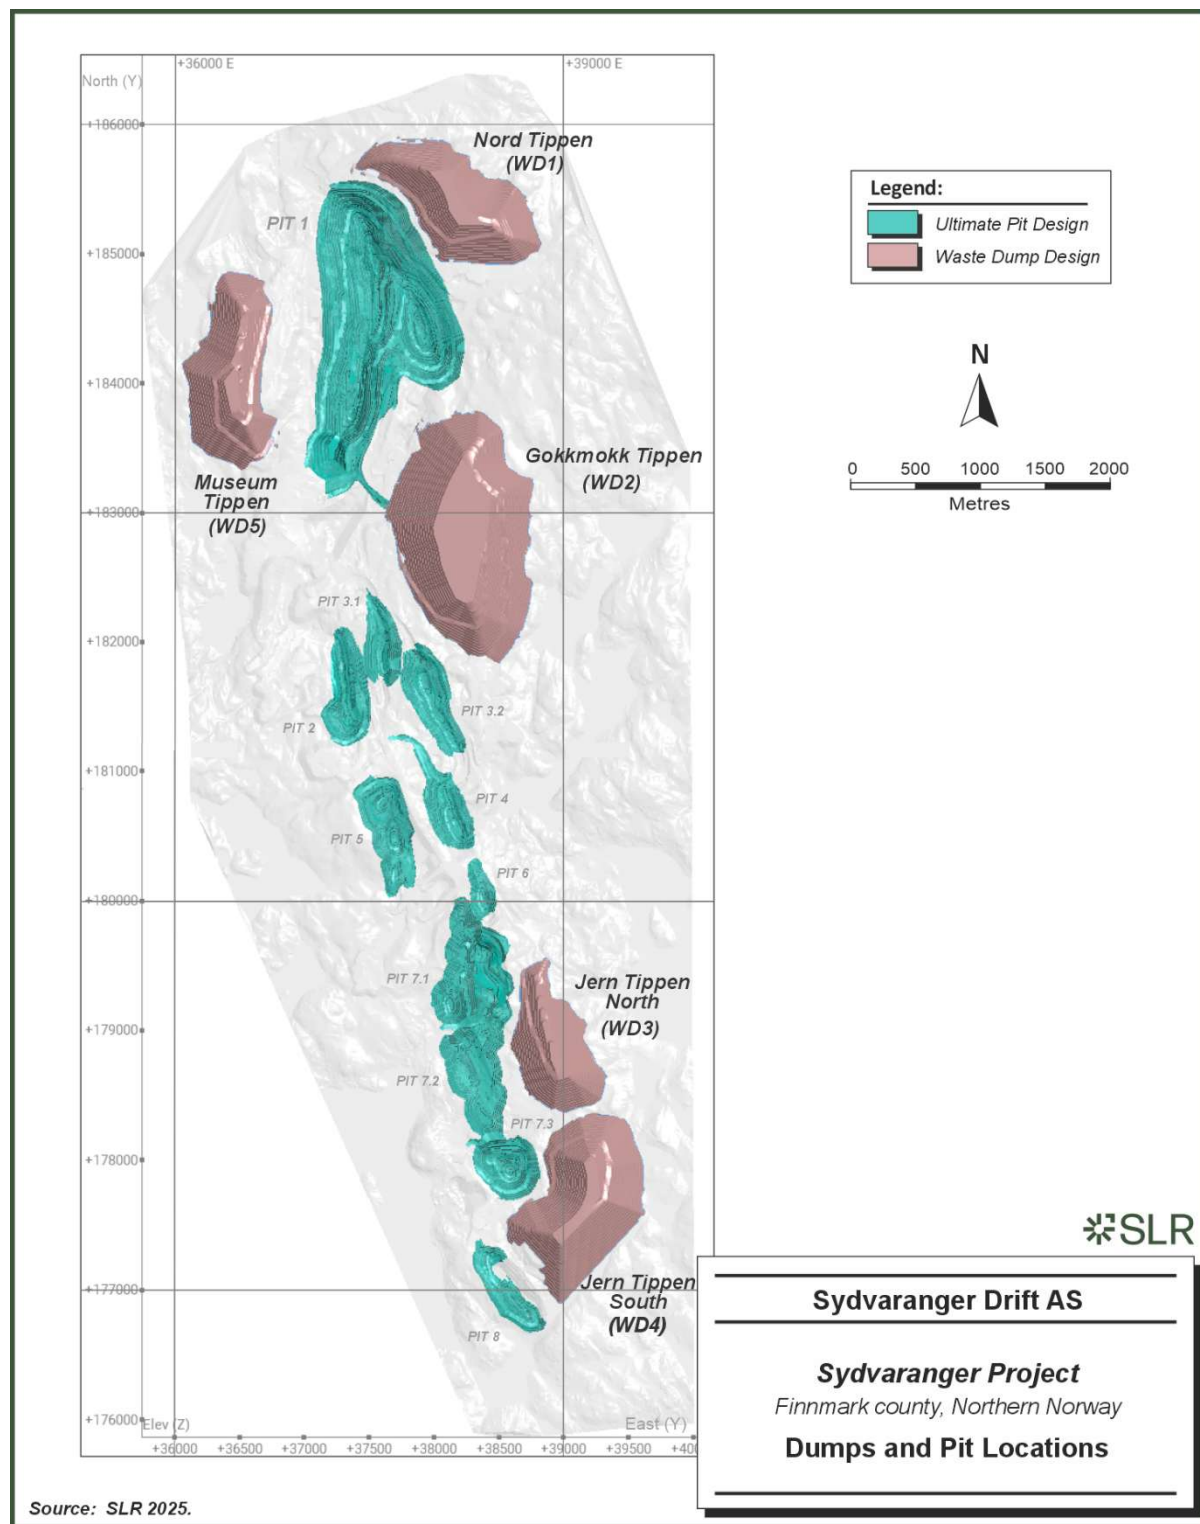 +36000 E
+39000 E
North (Y)
+186000
Nord Tippen
(WD1)
Legend:
Ultimate Pit Design
Waste Dump Design
PIT 1
+185000
N
+184000
Gokkmokk Tippen
(WD2)
0 500 1000 1500 2000
Metres
Museum
Tippen
(WD5)
+183000
PIT 3.1
+182000
PIT 3.2
PIT 2
+181000
PIT 4
PIT 5
PIT 6
+180000
Jern Tippen
North
(WD3)
PIT 7.1
+179000
PIT 7.2
PIT 7.3
+178000
SLR
+177000
Jern Tippen
South
(WD4)
PIT 8
Sydvaranger Drift AS
Sydvaranger Project
Finnmark county, Northern Norway
Dumps and Pit Locations
+176000
Elev (Z)
East (Y)
+36000 +36500 +37000 +37500 +38000 +38500 +39000 +39500 +400
Source: SLR 2025.